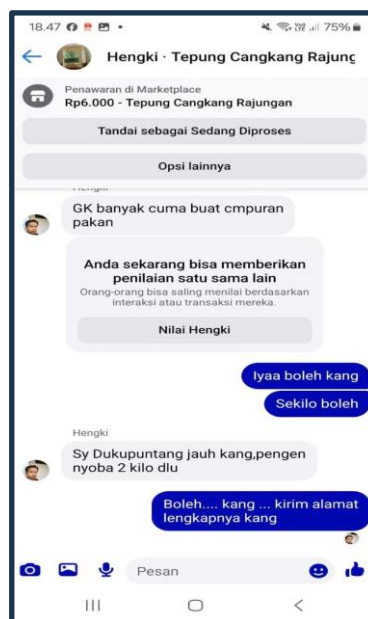 18.47
75%
Hengki · Tepung Cangkang Rajung
Penawaran di Marketplace
Rp6.000 - Tepung Cangkang Rajungan
Tandai sebagai Sedang Diproses
Opsi lainnya
Hengki
GK banyak cuma buat cmpuran
pakan
Anda sekarang bisa memberikan
penilaian satu sama lain
Orang-orang bisa saling menilai berdasarkan
interaksi atau transaksi mereka.
Nilai Hengki
Iyaa boleh kang
Sekilo boleh
Hengki
Sy Dukupuntang jauh kang,pengen
nyoba 2 kilo dlu
Boleh.... kang ... kirim alamat
lengkapnya kang
Pesan